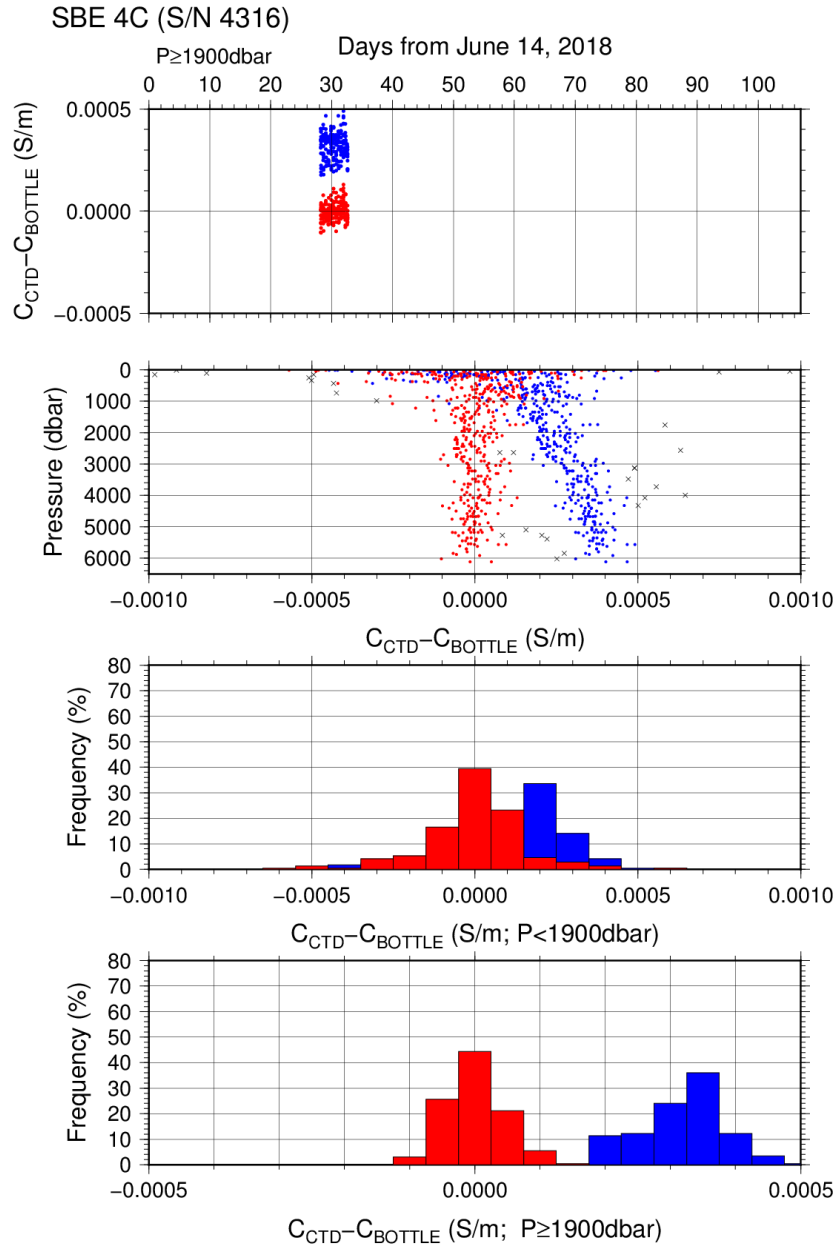 SBE 4C (S/N 4316)
P≥1900dbar
Days from June 14, 2018
0 10 20 30 40 50 60 70 80 90 100
0.0005
0.0000
−0.0005
C_CTD−C_BOTTLE (S/m)
0
1000
2000
3000
4000
5000
6000
Pressure (dbar)
−0.0010 −0.0005 0.0000 0.0005 0.0010
C_CTD−C_BOTTLE (S/m)
80
70
60
50
40
30
20
10
0
Frequency (%)
−0.0010 −0.0005 0.0000 0.0005 0.0010
C_CTD−C_BOTTLE (S/m; P<1900dbar)
80
70
60
50
40
30
20
10
0
Frequency (%)
−0.0005 0.0000 0.0005
C_CTD−C_BOTTLE (S/m; P≥1900dbar)